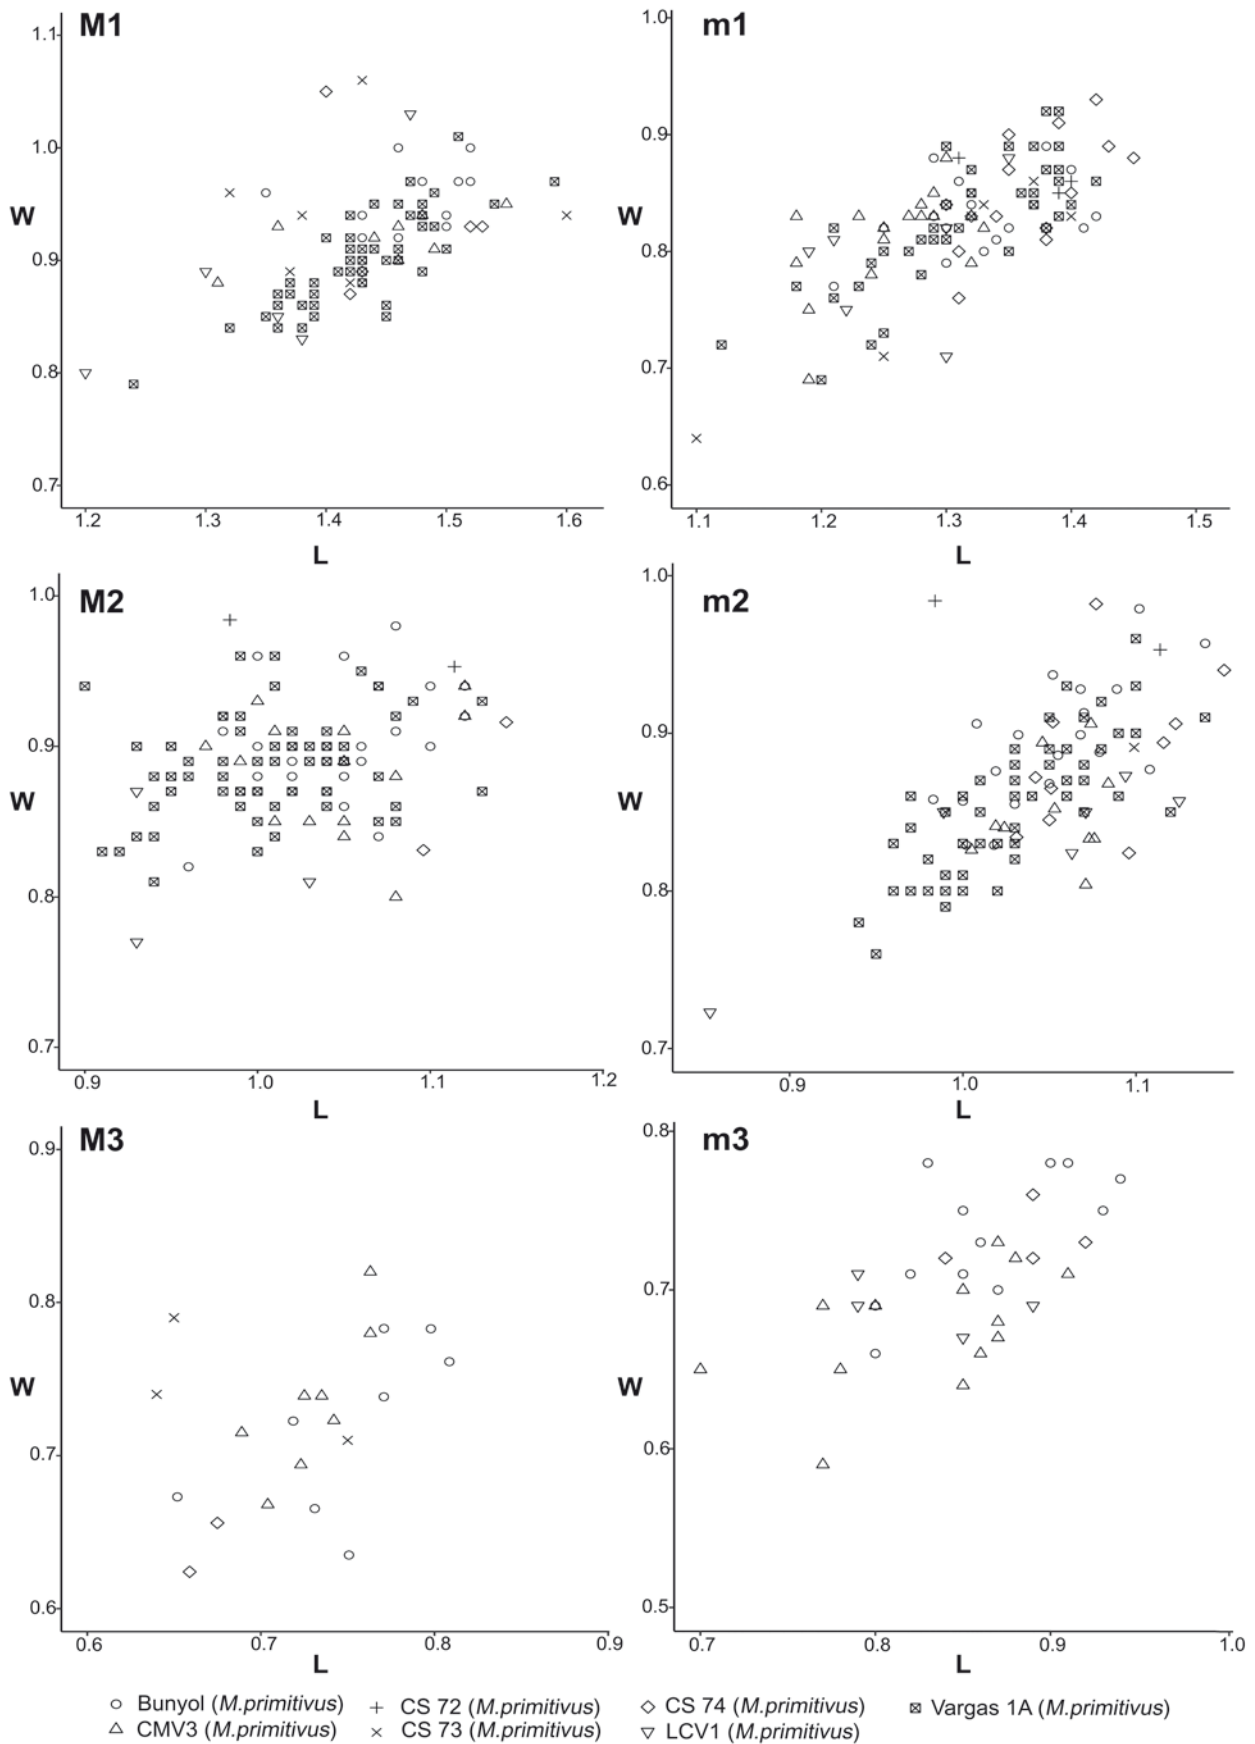 M1
1.1
1.0
W
0.9
0.8
0.7
1.2 1.3 1.4 1.5 1.6
L
m1
1.0
0.9
W
0.8
0.7
0.6
1.1 1.2 1.3 1.4 1.5
L
M2
1.0
0.9
W
0.8
0.7
0.9 1.0 1.1 1.2
L
m2
1.0
0.9
W
0.8
0.7
0.9 1.0 1.1
L
M3
0.9
0.8
W
0.7
0.6
0.6 0.7 0.8 0.9
L
m3
0.8
0.7
W
0.6
0.5
0.7 0.8 0.9 1.0
L
Bunyol (M.primitivus) CS 72 (M.primitivus) CS 74 (M.primitivus) Vargas 1A (M.primitivus)
CMV3 (M.primitivus) CS 73 (M.primitivus) LCV1 (M.primitivus)